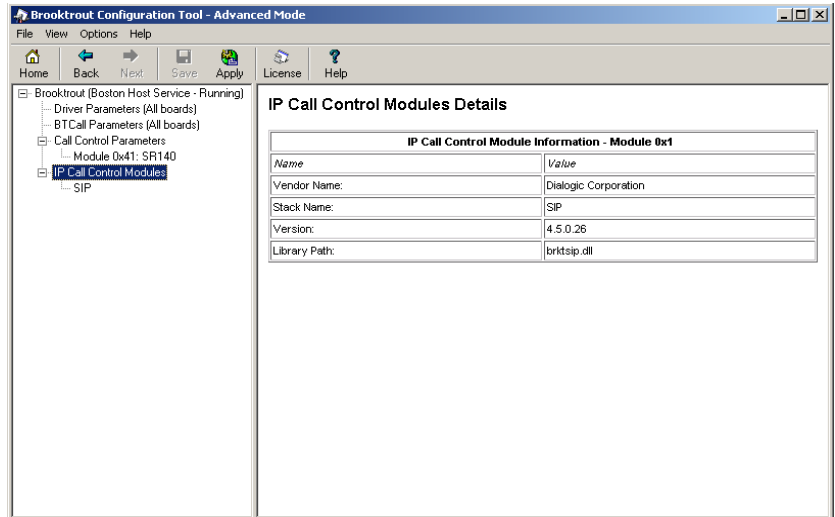 Brooktrout Configuration Tool - Advanced Mode
File View Options Help
Home Back Next Save Apply License Help
Brooktrout (Boston Host Service - Running)
Driver Parameters (All boards)
BTCall Parameters (All boards)
Call Control Parameters
Module 0x41: SR140
IP Call Control Modules
SIP
IP Call Control Modules Details
IP Call Control Module Information - Module 0x1
Name Value
Vendor Name: Dialogic Corporation
Stack Name: SIP
Version: 4.5.0.26
Library Path: brktsip.dll